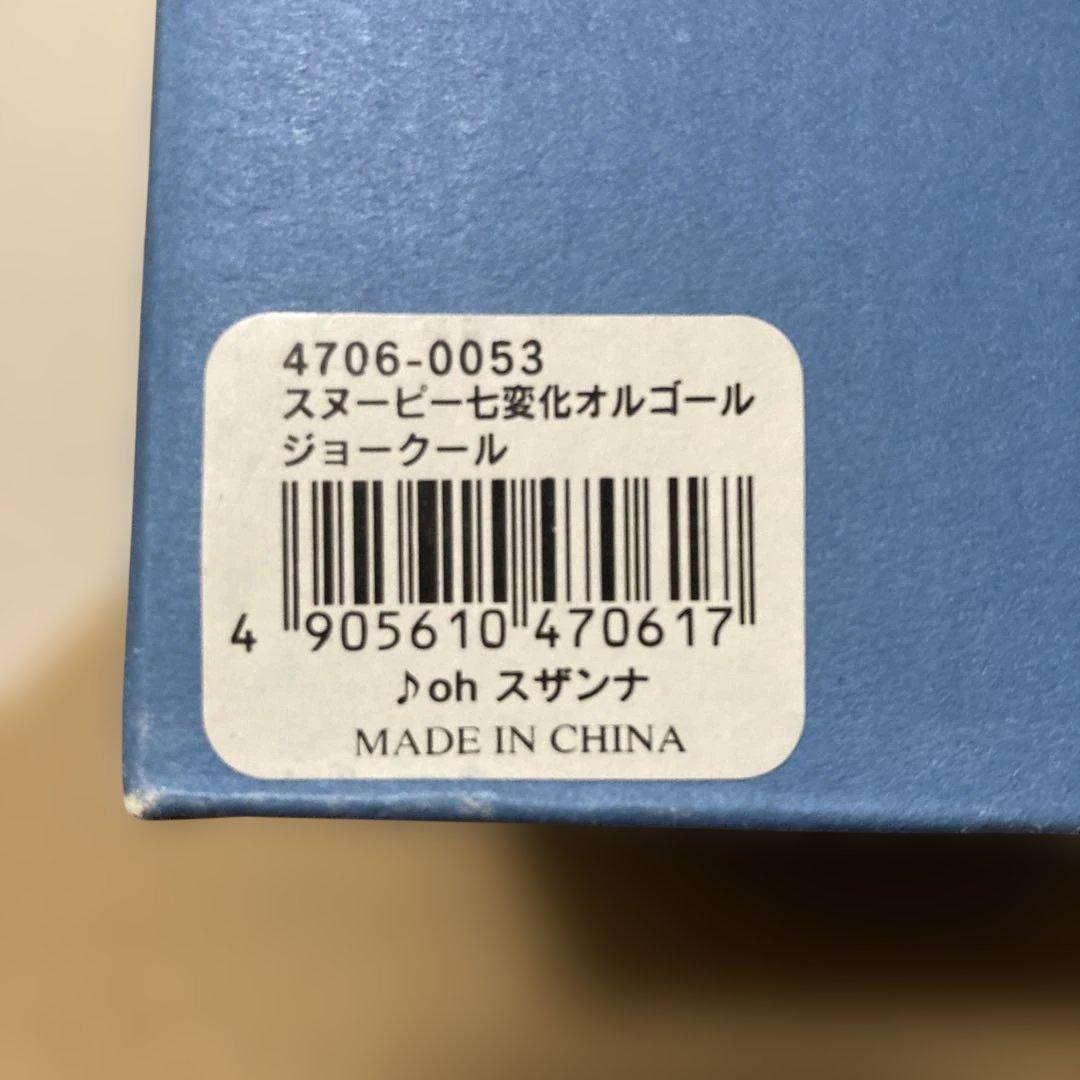 4706-0053
スヌーピー七変化オルゴール
ジョークール
4 905610 470617
♪oh スザンナ
MADE IN CHINA